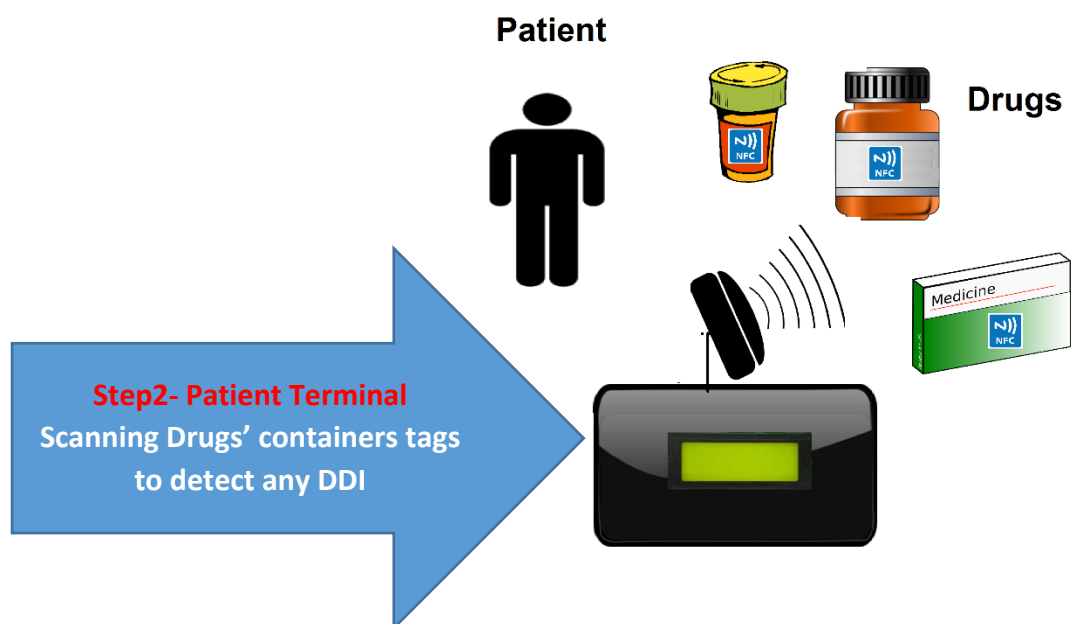 Patient
Drugs
NFC
NFC
Medicine
NFC
Step2- Patient Terminal
Scanning Drugs’ containers tags
to detect any DDI